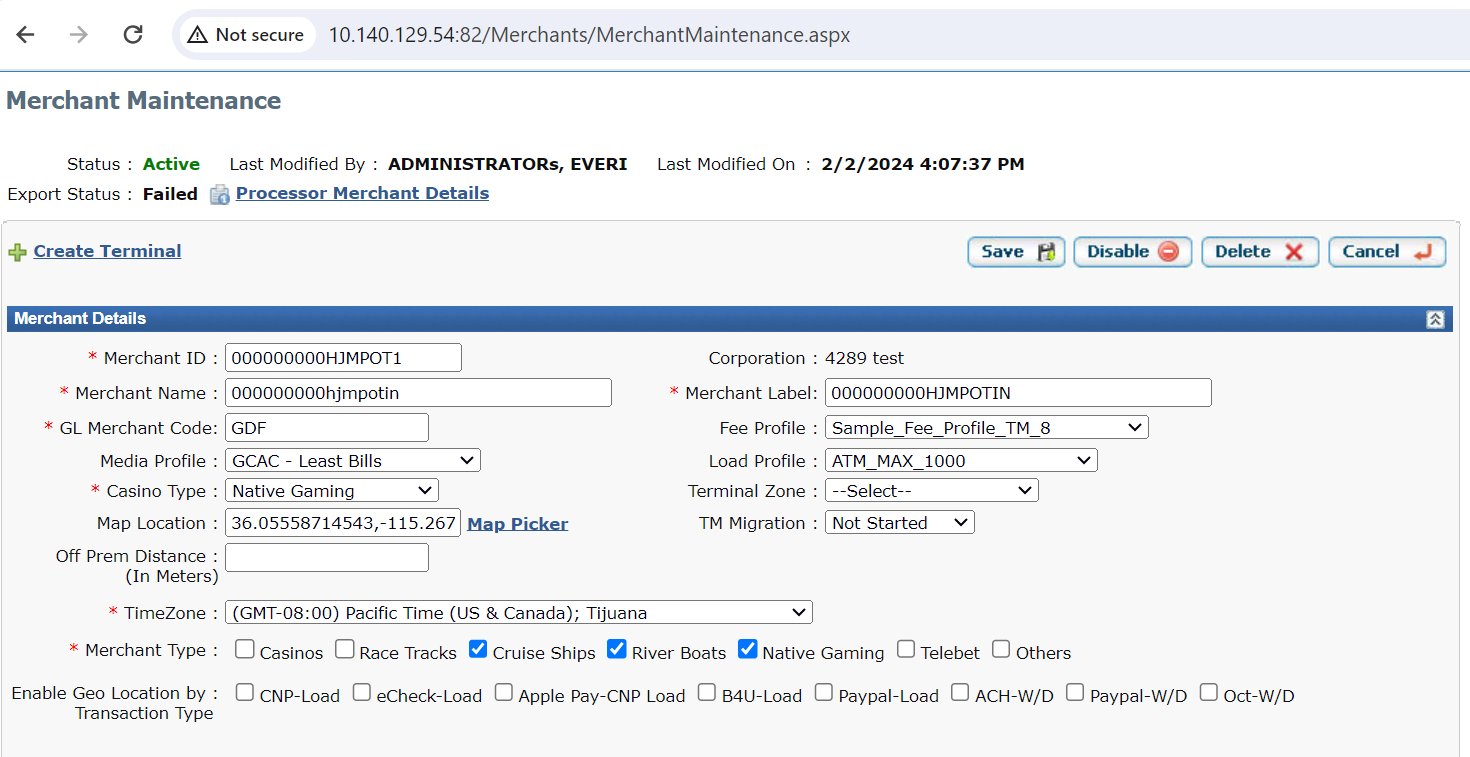 Not secure 10.140.129.54:82/Merchants/MerchantMaintenance.aspx
Merchant Maintenance
Status : Active Last Modified By : ADMINISTRATORs, EVERI Last Modified On : 2/2/2024 4:07:37 PM
Export Status : Failed Processor Merchant Details
Create Terminal Save Disable Delete Cancel
Merchant Details
* Merchant ID : 000000000HJMPOT1 Corporation : 4289 test
* Merchant Name : 000000000hjmpotin * Merchant Label: 000000000HJMPOTIN
* GL Merchant Code: GDF Fee Profile : Sample_Fee_Profile_TM_8
Media Profile : GCAC - Least Bills Load Profile : ATM_MAX_1000
* Casino Type : Native Gaming Terminal Zone : --Select--
Map Location : 36.05558714543,-115.267 Map Picker TM Migration : Not Started
Off Prem Distance :
(In Meters)
* TimeZone : (GMT-08:00) Pacific Time (US & Canada); Tijuana
* Merchant Type : Casinos Race Tracks Cruise Ships River Boats Native Gaming Telebet Others
Enable Geo Location by : CNP-Load eCheck-Load Apple Pay-CNP Load B4U-Load Paypal-Load ACH-W/D Paypal-W/D Oct-W/D
Transaction Type